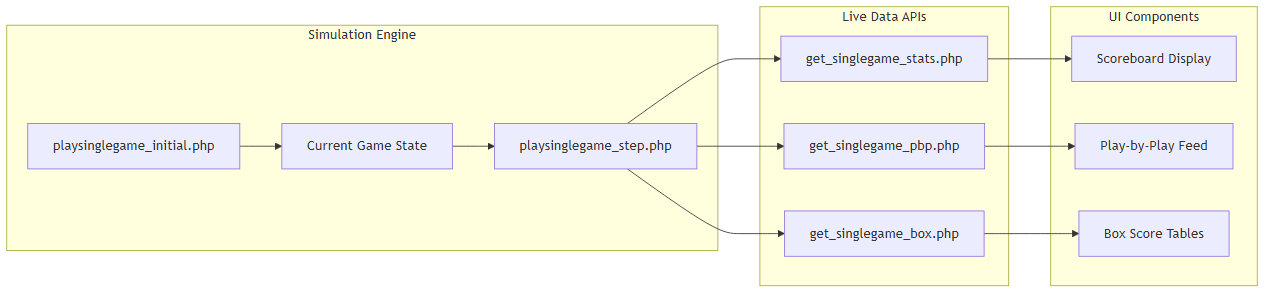 Simulation Engine
playsinglegame_initial.php
Current Game State
playsinglegame_step.php
Live Data APIs
get_singlegame_stats.php
get_singlegame_pbp.php
get_singlegame_box.php
UI Components
Scoreboard Display
Play-by-Play Feed
Box Score Tables